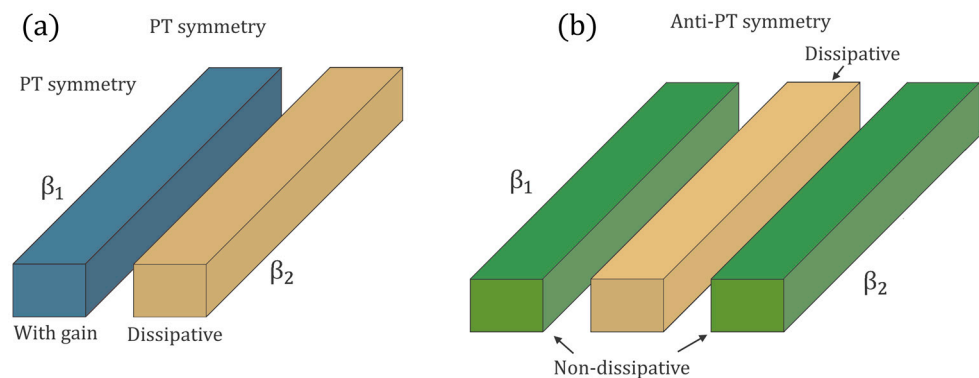 (a)
PT symmetry
PT symmetry
β1
β2
With gain
Dissipative
(b)
Anti-PT symmetry
Dissipative
β1
β2
Non-dissipative